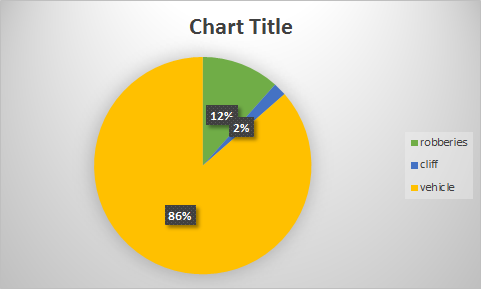 Chart Title
12%
2%
86%
robberies
cliff
vehicle